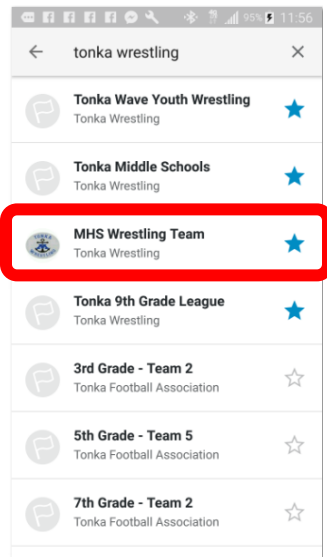 95% 11:56
tonka wrestling
Tonka Wave Youth Wrestling
Tonka Wrestling
Tonka Middle Schools
Tonka Wrestling
MHS Wrestling Team
Tonka Wrestling
Tonka 9th Grade League
Tonka Wrestling
3rd Grade - Team 2
Tonka Football Association
5th Grade - Team 5
Tonka Football Association
7th Grade - Team 2
Tonka Football Association